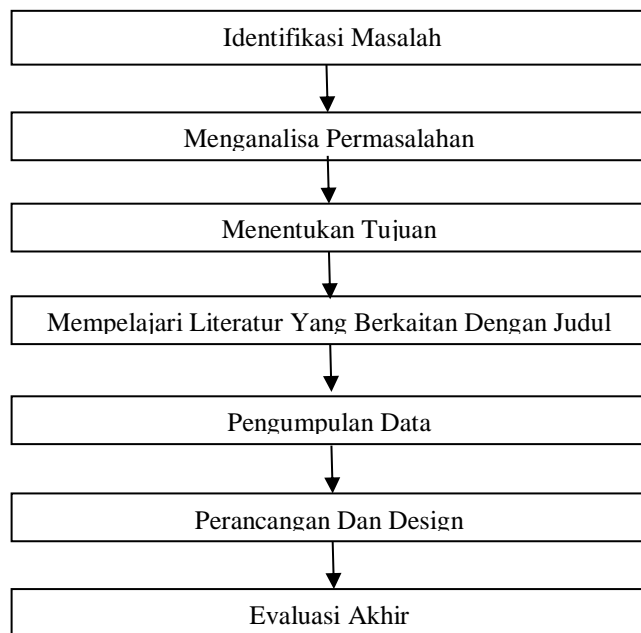 Identifikasi Masalah
Menganalisa Permasalahan
Menentukan Tujuan
Mempelajari Literatur Yang Berkaitan Dengan Judul
Pengumpulan Data
Perancangan Dan Design
Evaluasi Akhir